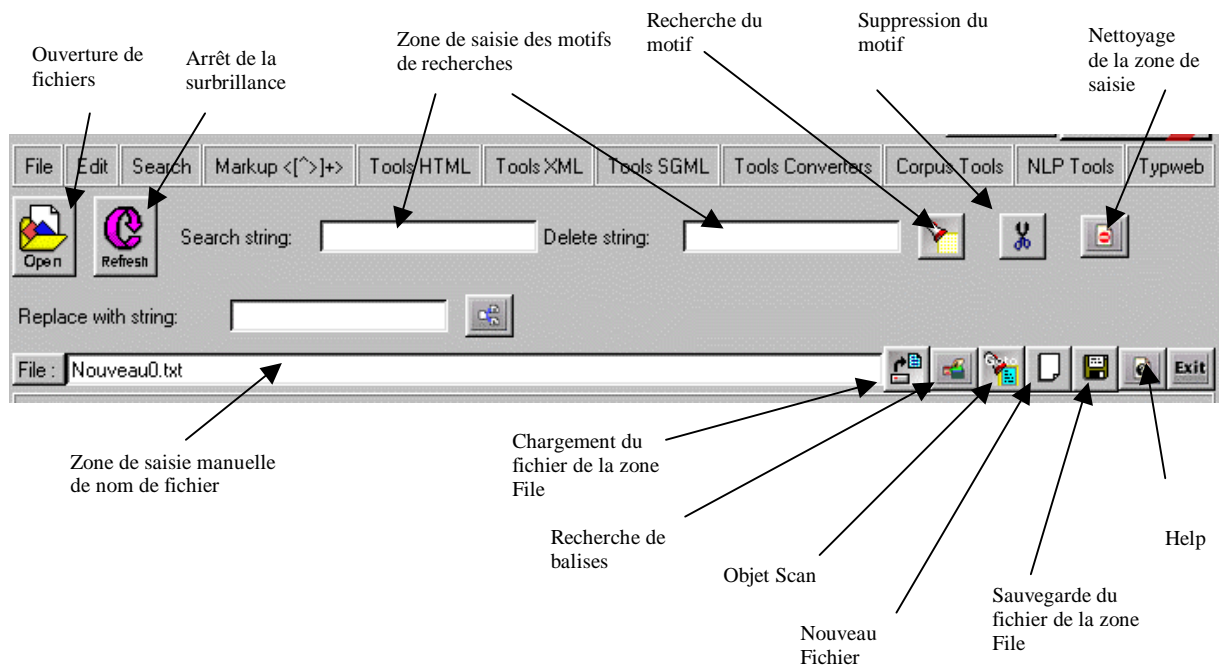 Ouverture de
fichiers
Arrêt de la
surbrillance
Zone de saisie des motifs
de recherches
Recherche du
motif
Suppression du
motif
Nettoyage
de la zone de
saisie
File Edit Search Markup <[^>]+> Tools HTML Tools XML Tools SGML Tools Converters Corpus Tools NLP Tools Typweb
Open
Refresh
Search string:
Delete string:
Replace with string:
File : Nouveau0.txt
Goto
Exit
Zone de saisie manuelle
de nom de fichier
Chargement du
fichier de la zone
File
Recherche de
balises
Objet Scan
Nouveau
Fichier
Sauvegarde du
fichier de la zone
File
Help